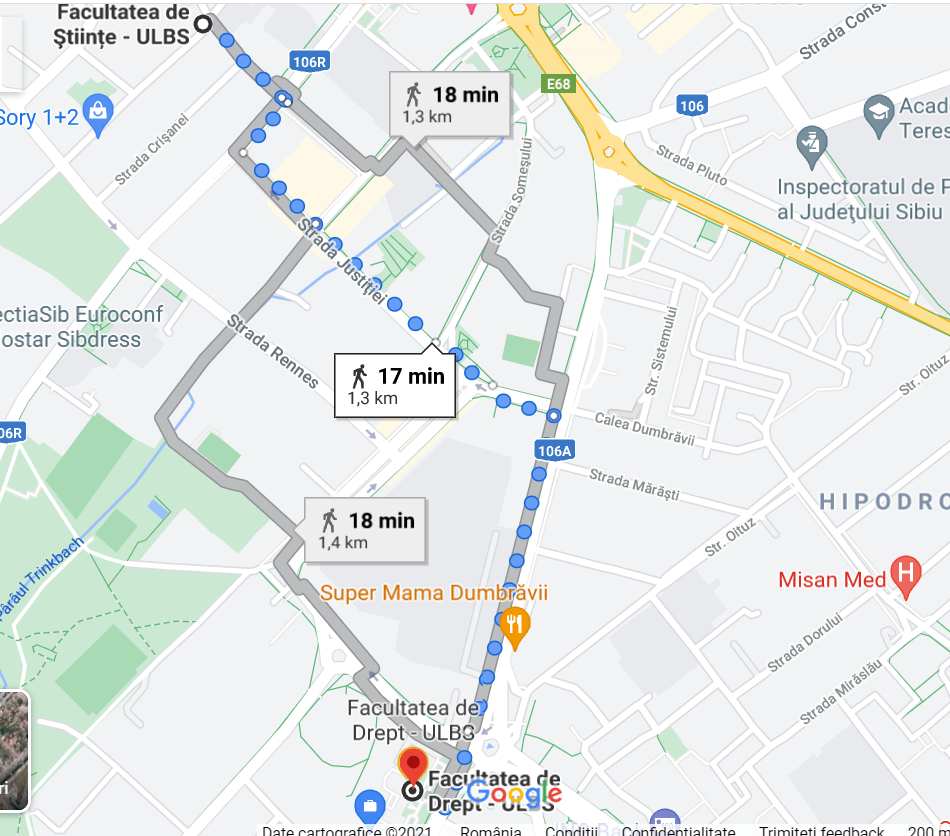 Facultatea de
Științe - ULBS
106R
Strada Const
E68
18 min
1,3 km
106
Acad
Teres
Sory 1+2
Strada Crișanei
Strada Pluto
Inspectoratul de P
al Județului Sibiu
Strada Someșului
Strada Justiției
ectiaSib Euroconf
ostar Sibdress
Strada Rennes
Str. Sistemului
17 min
1,3 km
Str. Oituz
Calea Dumbrăvii
06R
106A
Strada Mărăști
HIPODRO
18 min
1,4 km
Str. Oituz
Pârâul Trinkbach
Misan Med
H
Super Mama Dumbrăvii
Strada Dorului
Strada Mirăslău
Facultatea de
Drept - ULBS
Facultatea de
Drept - ULBS
Google
ri
Date cartografice ©2021
România
Condiții
Confidențialitate
Trimiteți feedback
200